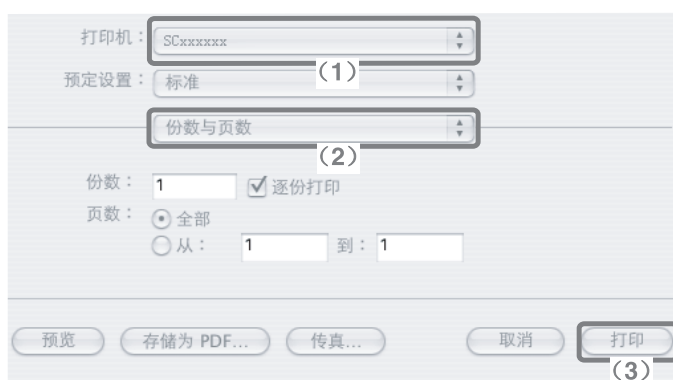 打印机： SCxxxxxx
（1）
预定设置： 标准
份数与页数
（2）
份数： 1 逐份打印
页数： 全部
从： 1 到： 1
预览 存储为 PDF... 传真... 取消 打印
（3）